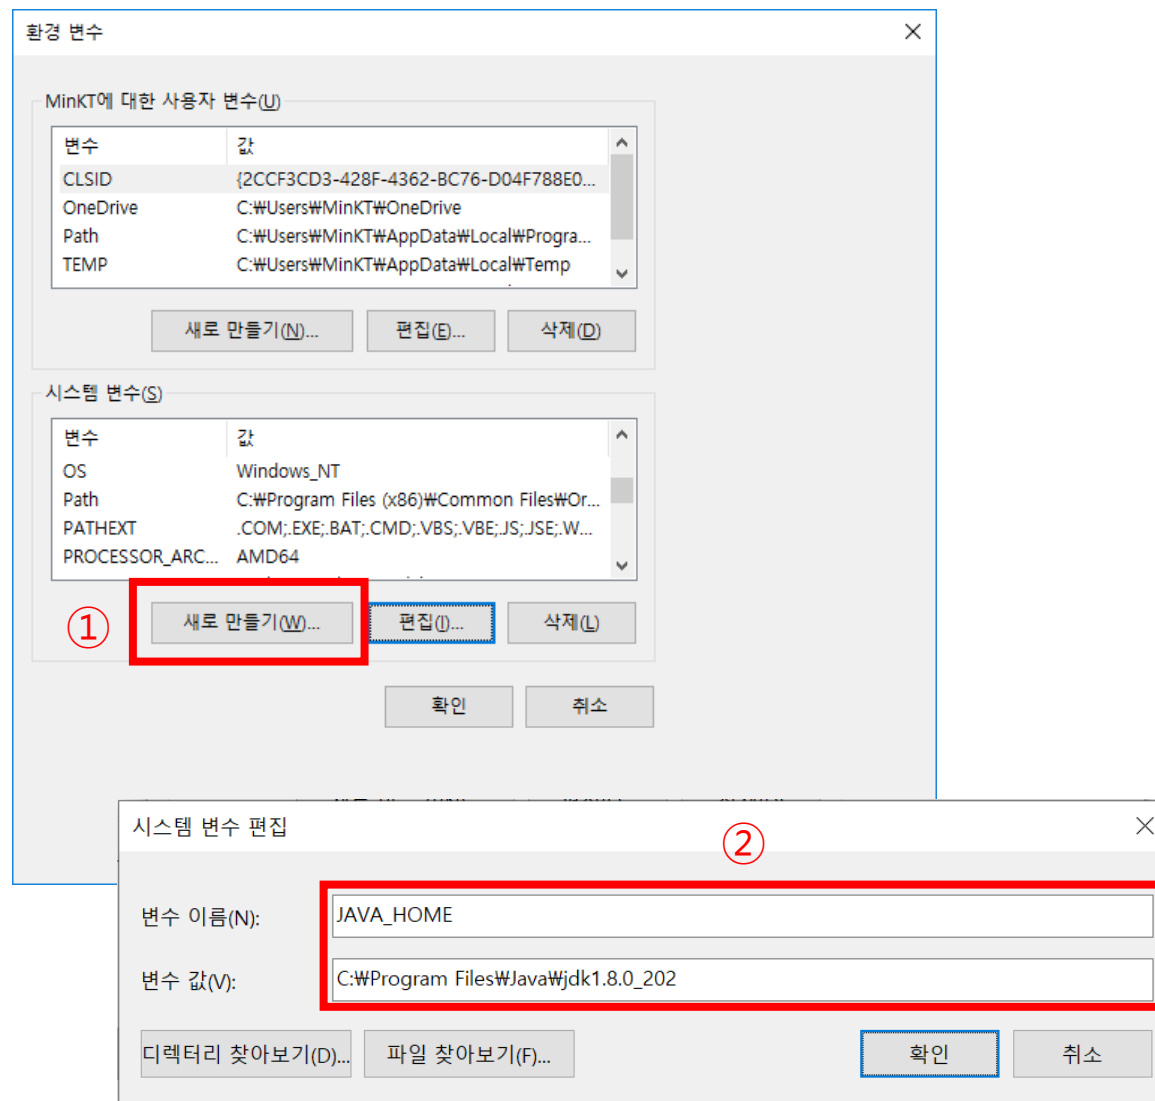 환경 변수
MinKT에 대한 사용자 변수(U)
변수 값
CLSID {2CCF3CD3-428F-4362-BC76-D04F788E0...
OneDrive C:₩Users₩MinKT₩OneDrive
Path C:₩Users₩MinKT₩AppData₩Local₩Progra...
TEMP C:₩Users₩MinKT₩AppData₩Local₩Temp
새로 만들기(N)... 편집(E)... 삭제(D)
시스템 변수(S)
변수 값
OS Windows_NT
Path C:₩Program Files (x86)₩Common Files₩Or...
PATHEXT .COM;.EXE;.BAT;.CMD;.VBS;.VBE;.JS;.JSE;.W...
PROCESSOR_ARC... AMD64
① 새로 만들기(W)... 편집(I)... 삭제(L)
확인 취소
시스템 변수 편집
②
변수 이름(N): JAVA_HOME
변수 값(V): C:₩Program Files₩Java₩jdk1.8.0_202
디렉터리 찾아보기(D)... 파일 찾아보기(F)... 확인 취소